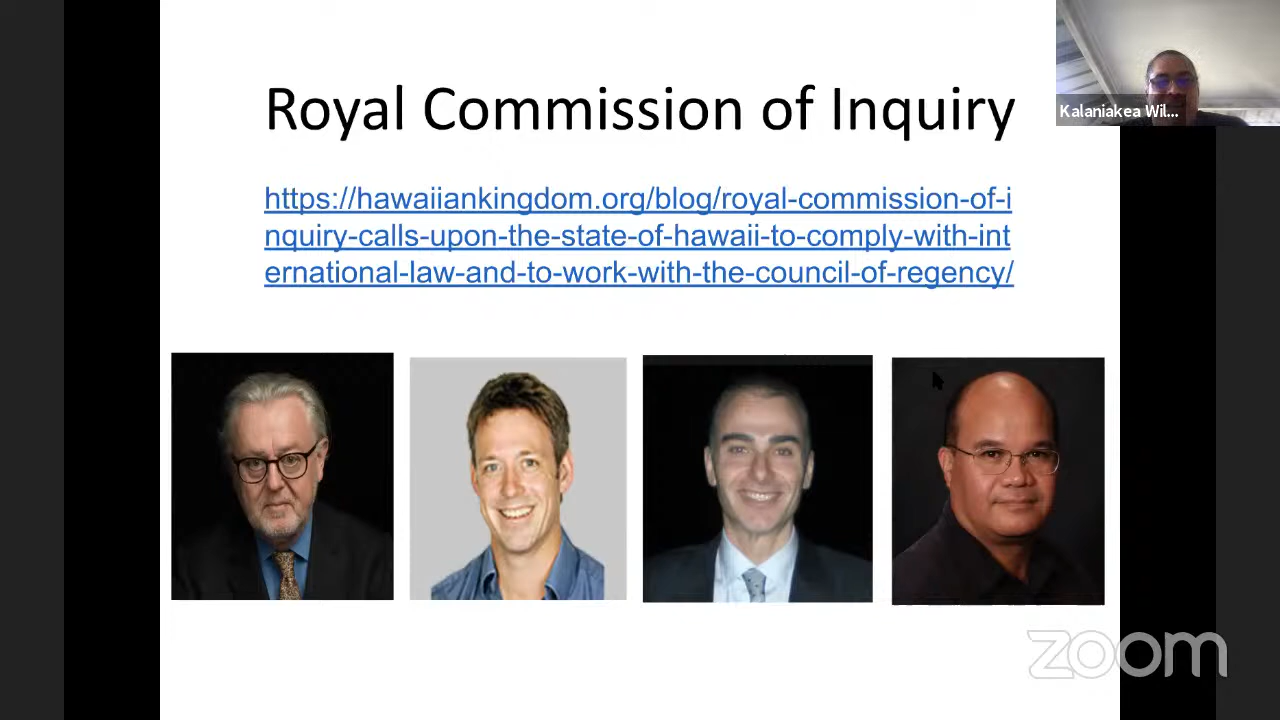 Royal Commission of Inquiry
Kalaniakea Wil...
https://hawaiiankingdom.org/blog/royal-commission-of-i
nquiry-calls-upon-the-state-of-hawaii-to-comply-with-int
ernational-law-and-to-work-with-the-council-of-regency/
zoom